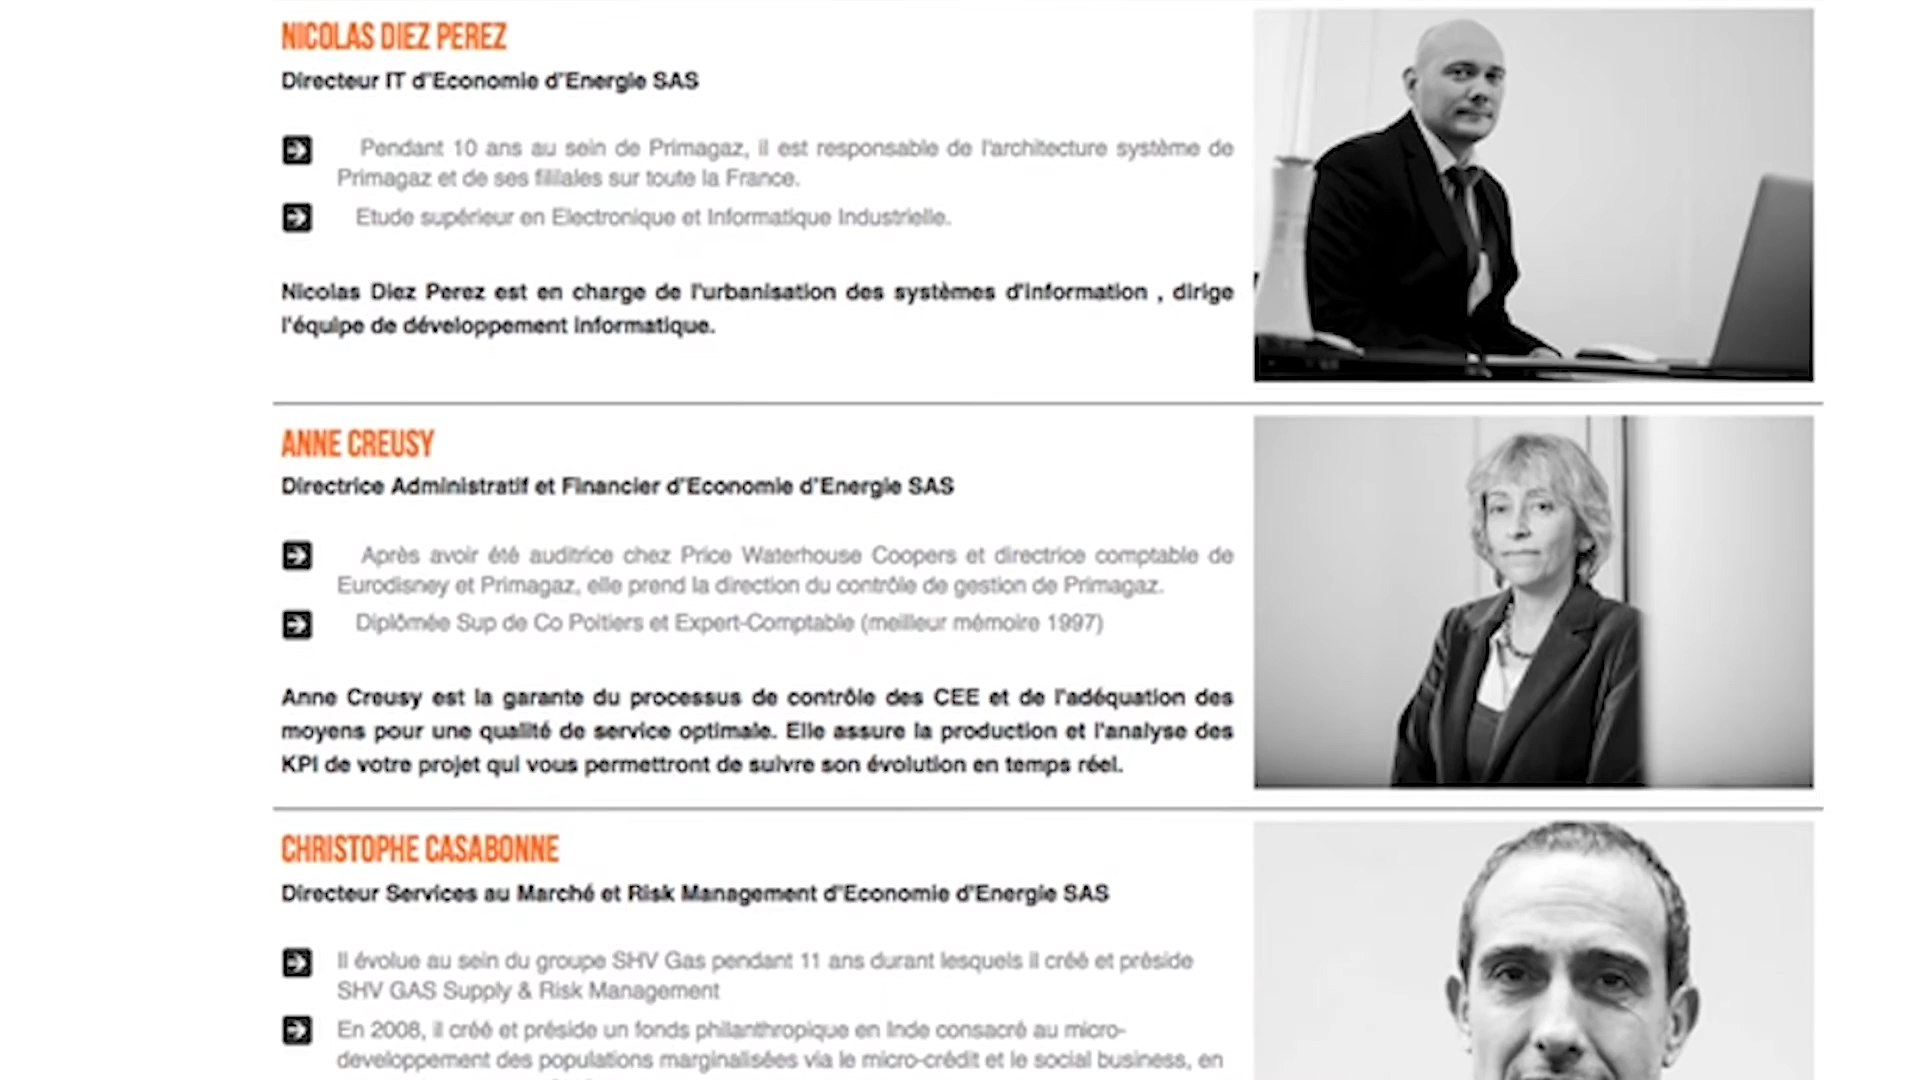 NICOLAS DIEZ PEREZ
Directeur IT d'Economie d'Energie SAS
Pendant 10 ans au sein de Primagaz, il est responsable de l'architecture système de
Primagaz et de ses fililales sur toute la France.
Etude supérieur en Electronique et Informatique Industrielle.
Nicolas Diez Perez est en charge de l'urbanisation des systèmes d'information , dirige
l'équipe de développement informatique.
ANNE CREUSY
Directrice Administratif et Financier d'Economie d'Energie SAS
Après avoir été auditrice chez Price Waterhouse Coopers et directrice comptable de
Eurodisney et Primagaz, elle prend la direction du contrôle de gestion de Primagaz.
Diplômée Sup de Co Poitiers et Expert-Comptable (meilleur mémoire 1997)
Anne Creusy est la garante du processus de contrôle des CEE et de l'adéquation des
moyens pour une qualité de service optimale. Elle assure la production et l'analyse des
KPI de votre projet qui vous permettront de suivre son évolution en temps réel.
CHRISTOPHE CASABONNE
Directeur Services au Marché et Risk Management d'Economie d'Energie SAS
Il évolue au sein du groupe SHV Gas pendant 11 ans durant lesquels il créé et préside
SHV GAS Supply & Risk Management
En 2008, il créé et préside un fonds philanthropique en Inde consacré au micro-
developpement des populations marginalisées via le micro-crédit et le social business, en